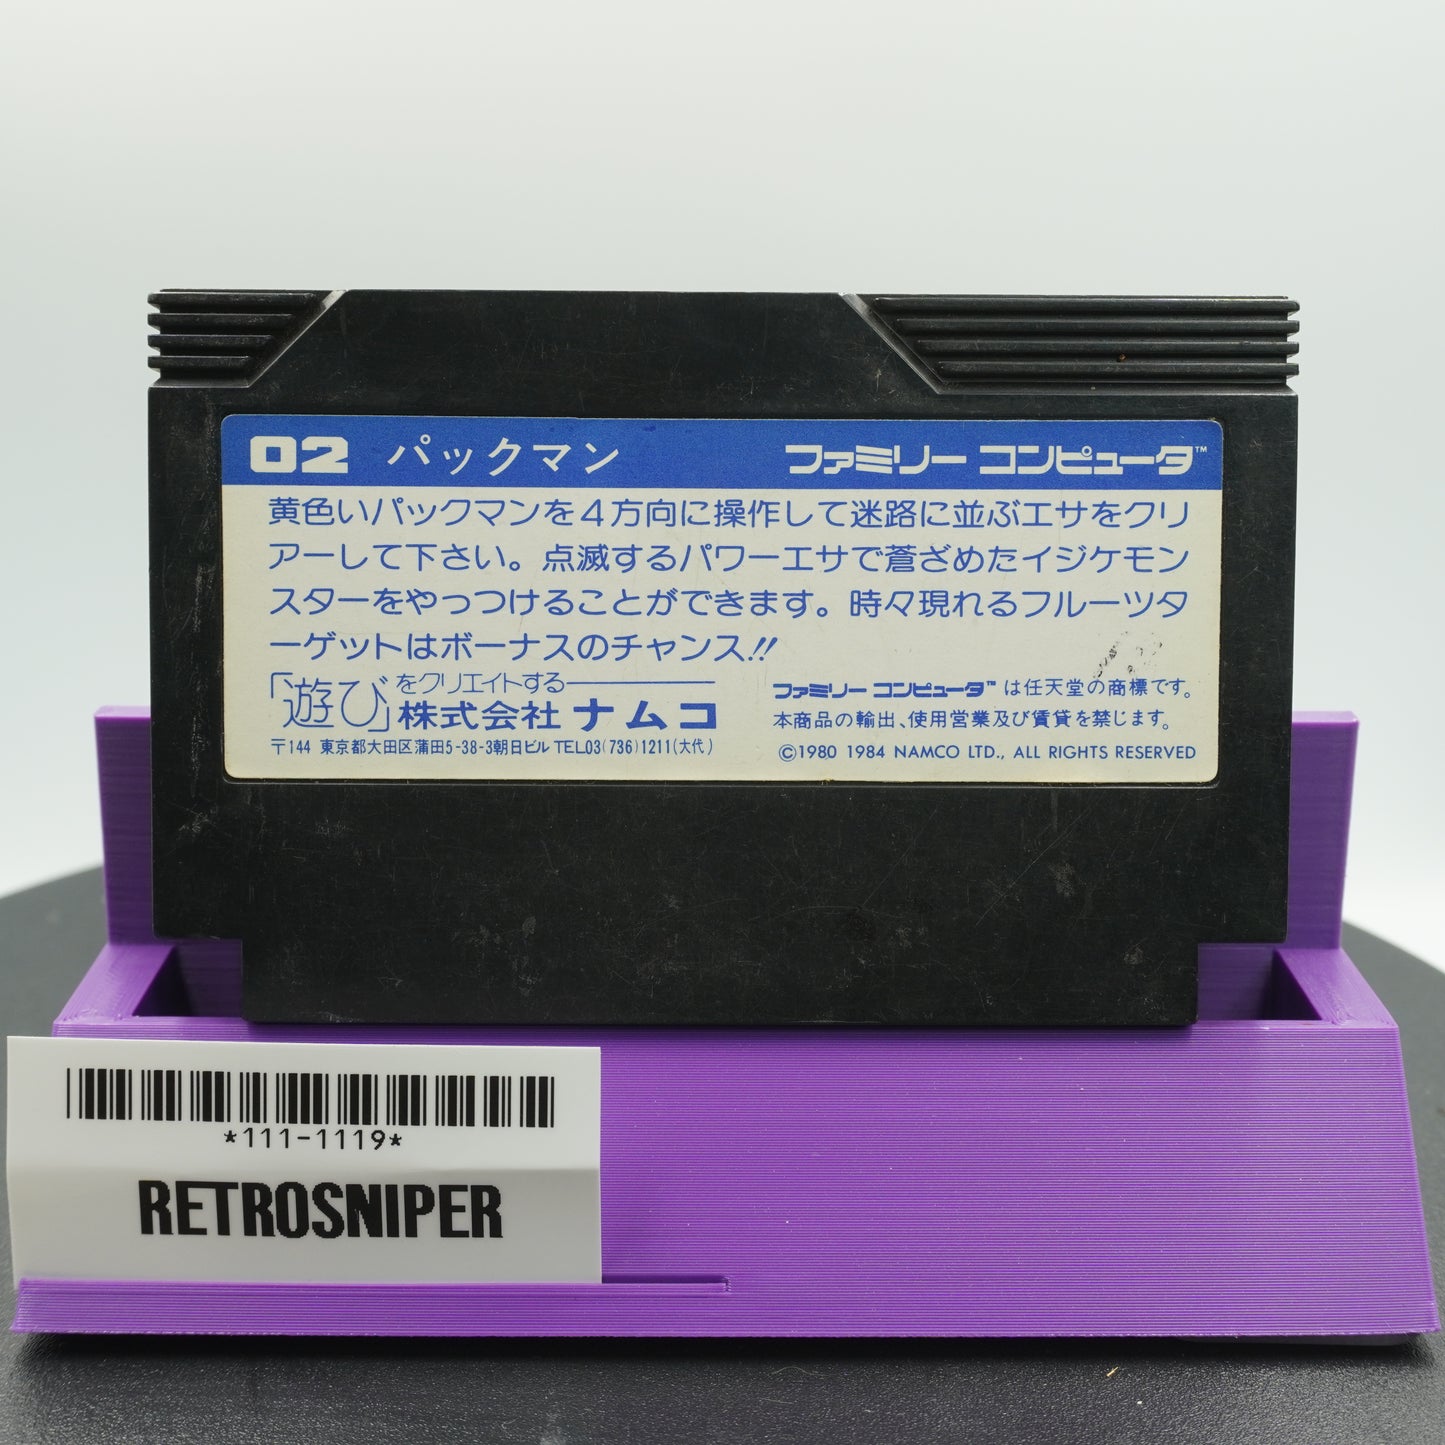 02 パックマン ファミリー コンピュータ™
黄色いパックマンを4方向に操作して迷路に並ぶエサをクリ
アーして下さい。点滅するパワーエサで蒼ざめたイジケモン
スターをやっつけることができます。時々現れるフルーツタ
ーゲットはボーナスのチャンス!!
「遊び」をクリエイトする
株式会社 ナムコ
〒144 東京都大田区蒲田5-38-3朝日ビル TEL03(736)1211(大代)
ファミリー コンピュータ™ は任天堂の商標です。
本商品の輸出、使用営業及び賃貸を禁じます。
©1980 1984 NAMCO LTD., ALL RIGHTS RESERVED
*111-1119*
RETROSNIPER